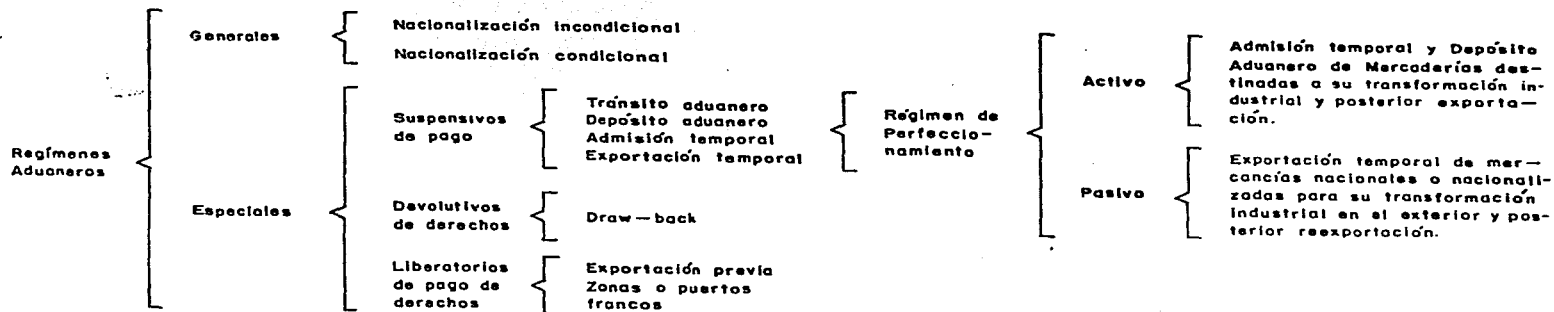 Regímenes
Aduaneros
Generales
Nacionalización incondicional
Nacionalización condicional
Especiales
Suspensivos
de pago
Tránsito aduanero
Depósito aduanero
Admisión temporal
Exportación temporal
Régimen de
Perfeccio-
namiento
Activo
Admisión temporal y Depósito
Aduanero de Mercaderías des-
tinadas a su transformación in-
dustrial y posterior exporta—
ción.
Pasivo
Exportación temporal de mer—
cancías nacionales o nacionali-
zadas para su transformación
industrial en el exterior y pos-
terior reexportación.
Devolutivos
de derechos
Draw—back
Liberatorios
de pago de
derechos
Exportación previa
Zonas o puertos
francos